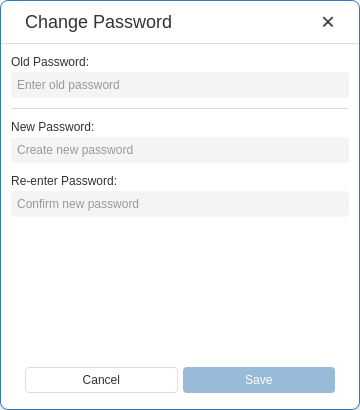 Change Password
Old Password:
Enter old password
New Password:
Create new password
Re-enter Password:
Confirm new password
Cancel
Save